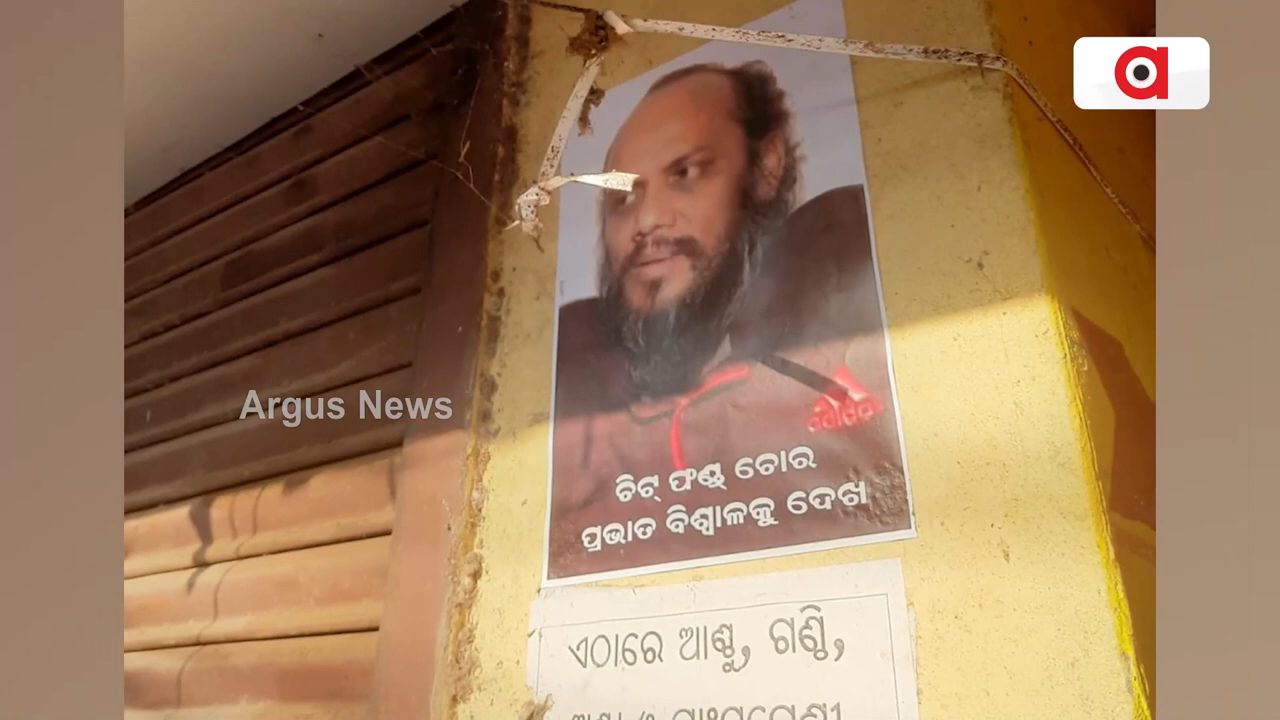 Argus News
ଚିଟ୍ ଫଣ୍ଡ୍ ଚୋର
ପ୍ରଭାତ ବିଶ୍ୱାଳକୁ ଦେଖ
ଏଠାରେ ଆଣ୍ଠୁ, ଗଣ୍ଠି,